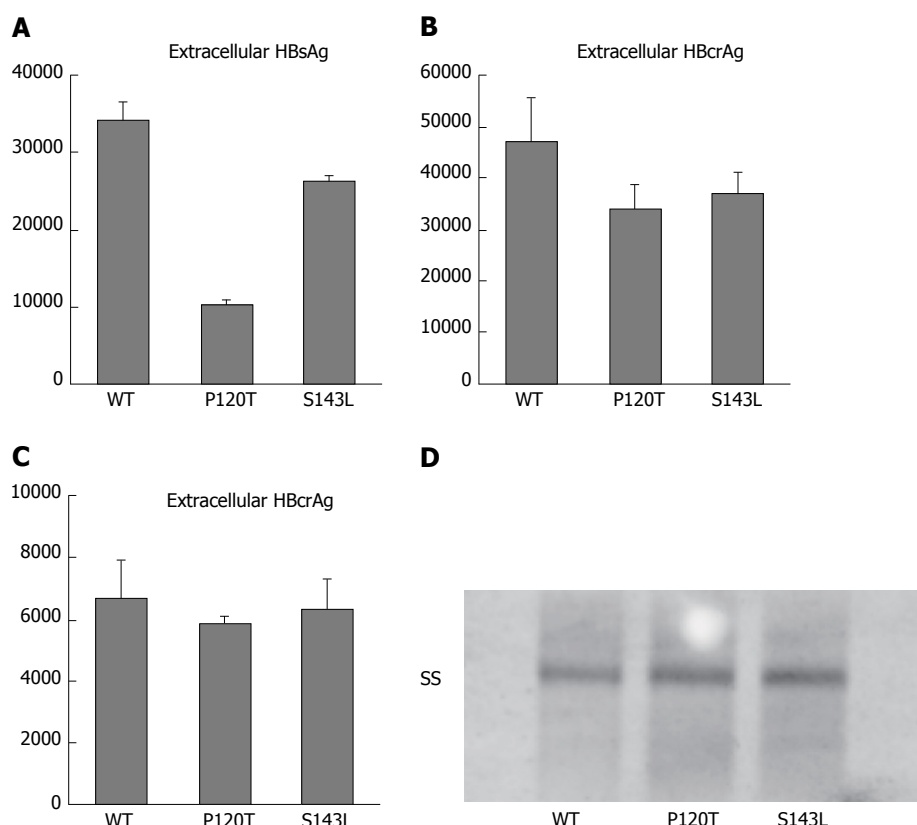 A
Extracellular HBsAg
40000
30000
20000
10000
0
WT P120T S143L
B
Extracellular HBcrAg
60000
50000
40000
30000
20000
10000
0
WT P120T S143L
C
Extracellular HBcrAg
10000
8000
6000
4000
2000
0
WT P120T S143L
D
SS
WT P120T S143L